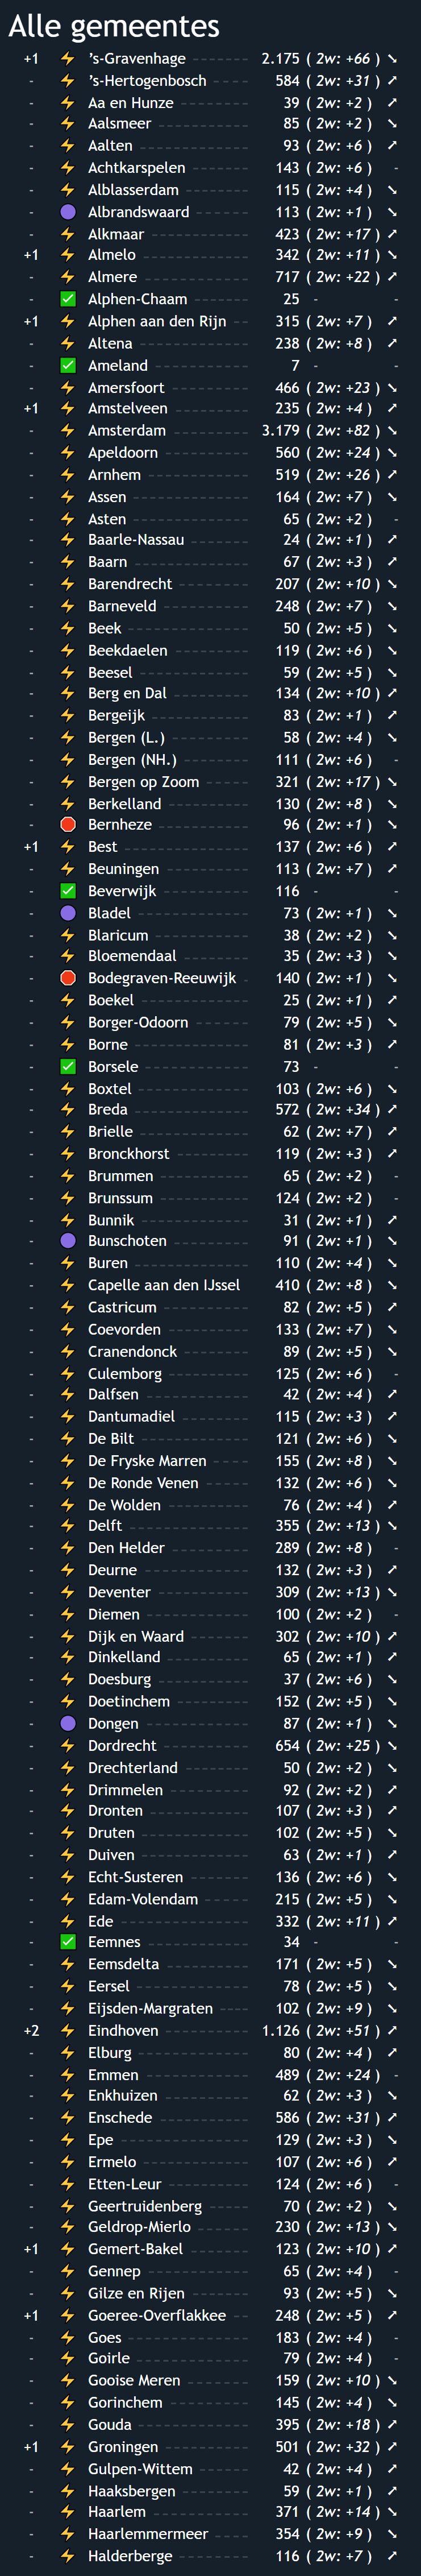 Alle gemeentes
+1 ⚡ ’s-Gravenhage 2.175 ( 2w: +66 ) ➘
- ⚡ ’s-Hertogenbosch 584 ( 2w: +31 ) ➚
- ⚡ Aa en Hunze 39 ( 2w: +2 ) ➚
- ⚡ Aalsmeer 85 ( 2w: +2 ) ➘
- ⚡ Aalten 93 ( 2w: +6 ) ➚
- ⚡ Achtkarspelen 143 ( 2w: +6 ) -
- ⚡ Alblasserdam 115 ( 2w: +4 ) ➘
- 🟣 Albrandswaard 113 ( 2w: +1 ) ➘
- ⚡ Alkmaar 423 ( 2w: +17 ) ➚
+1 ⚡ Almelo 342 ( 2w: +11 ) ➘
- ⚡ Almere 717 ( 2w: +22 ) ➚
- ✅ Alphen-Chaam 25 - -
+1 ⚡ Alphen aan den Rijn 315 ( 2w: +7 ) ➚
- ⚡ Altena 238 ( 2w: +8 ) ➚
- ✅ Ameland 7 - -
- ⚡ Amersfoort 466 ( 2w: +23 ) ➘
+1 ⚡ Amstelveen 235 ( 2w: +4 ) ➚
- ⚡ Amsterdam 3.179 ( 2w: +82 ) ➘
- ⚡ Apeldoorn 560 ( 2w: +24 ) ➘
- ⚡ Arnhem 519 ( 2w: +26 ) ➚
- ⚡ Assen 164 ( 2w: +7 ) ➘
- ⚡ Asten 65 ( 2w: +2 ) -
- ⚡ Baarle-Nassau 24 ( 2w: +1 ) ➚
- ⚡ Baarn 67 ( 2w: +3 ) ➚
- ⚡ Barendrecht 207 ( 2w: +10 ) ➘
- ⚡ Barneveld 248 ( 2w: +7 ) ➘
- ⚡ Beek 50 ( 2w: +5 ) ➘
- ⚡ Beekdaelen 119 ( 2w: +6 ) ➘
- ⚡ Beesel 59 ( 2w: +5 ) ➘
- ⚡ Berg en Dal 134 ( 2w: +10 ) ➚
- ⚡ Bergeijk 83 ( 2w: +1 ) ➚
- ⚡ Bergen (L.) 58 ( 2w: +4 ) ➘
- ⚡ Bergen (NH.) 111 ( 2w: +6 ) -
- ⚡ Bergen op Zoom 321 ( 2w: +17 ) ➘
- ⚡ Berkelland 130 ( 2w: +8 ) ➘
- 🛑 Bernheze 96 ( 2w: +1 ) ➘
+1 ⚡ Best 137 ( 2w: +6 ) ➚
- ⚡ Beuningen 113 ( 2w: +7 ) ➚
- ✅ Beverwijk 116 - -
- 🟣 Bladel 73 ( 2w: +1 ) ➘
- ⚡ Blaricum 38 ( 2w: +2 ) ➘
- ⚡ Bloemendaal 35 ( 2w: +3 ) ➘
- 🛑 Bodegraven-Reeuwijk 140 ( 2w: +1 ) ➘
- ⚡ Boekel 25 ( 2w: +1 ) ➚
- ⚡ Borger-Odoorn 79 ( 2w: +5 ) ➘
- ⚡ Borne 81 ( 2w: +3 ) ➚
- ✅ Borsele 73 - -
- ⚡ Boxtel 103 ( 2w: +6 ) ➘
- ⚡ Breda 572 ( 2w: +34 ) ➚
- ⚡ Brielle 62 ( 2w: +7 ) ➚
- ⚡ Bronckhorst 119 ( 2w: +3 ) ➚
- ⚡ Brummen 65 ( 2w: +2 ) -
- ⚡ Brunssum 124 ( 2w: +2 ) -
- ⚡ Bunnik 31 ( 2w: +1 ) ➚
- 🟣 Bunschoten 91 ( 2w: +1 ) ➘
- ⚡ Buren 110 ( 2w: +4 ) ➘
- ⚡ Capelle aan den IJssel 410 ( 2w: +8 ) ➘
- ⚡ Castricum 82 ( 2w: +5 ) ➚
- ⚡ Coevorden 133 ( 2w: +7 ) ➘
- ⚡ Cranendonck 89 ( 2w: +5 ) ➘
- ⚡ Culemborg 125 ( 2w: +6 ) -
- ⚡ Dalfsen 42 ( 2w: +4 ) ➚
- ⚡ Dantumadiel 115 ( 2w: +3 ) ➚
- ⚡ De Bilt 121 ( 2w: +6 ) ➘
- ⚡ De Fryske Marren 155 ( 2w: +8 ) ➘
- ⚡ De Ronde Venen 132 ( 2w: +6 ) ➘
- ⚡ De Wolden 76 ( 2w: +4 ) ➚
- ⚡ Delft 355 ( 2w: +13 ) ➘
- ⚡ Den Helder 289 ( 2w: +8 ) -
- ⚡ Deurne 132 ( 2w: +3 ) ➚
- ⚡ Deventer 309 ( 2w: +13 ) ➘
- ⚡ Diemen 100 ( 2w: +2 ) -
- ⚡ Dijk en Waard 302 ( 2w: +10 ) ➚
- ⚡ Dinkelland 65 ( 2w: +1 ) ➚
- ⚡ Doesburg 37 ( 2w: +6 ) ➘
- ⚡ Doetinchem 152 ( 2w: +5 ) ➘
- 🟣 Dongen 87 ( 2w: +1 ) ➘
- ⚡ Dordrecht 654 ( 2w: +25 ) ➘
- ⚡ Drechterland 50 ( 2w: +2 ) ➘
- ⚡ Drimmelen 92 ( 2w: +2 ) ➚
- ⚡ Dronten 107 ( 2w: +3 ) ➚
- ⚡ Druten 102 ( 2w: +5 ) ➘
- ⚡ Duiven 63 ( 2w: +1 ) ➚
- ⚡ Echt-Susteren 136 ( 2w: +6 ) ➘
- ⚡ Edam-Volendam 215 ( 2w: +5 ) ➘
- ⚡ Ede 332 ( 2w: +11 ) ➚
- ✅ Eemnes 34 - -
- ⚡ Eemsdelta 171 ( 2w: +5 ) ➘
- ⚡ Eersel 78 ( 2w: +5 ) ➘
- ⚡ Eijsden-Margraten 102 ( 2w: +9 ) ➘
+2 ⚡ Eindhoven 1.126 ( 2w: +51 ) ➚
- ⚡ Elburg 80 ( 2w: +4 ) ➚
- ⚡ Emmen 489 ( 2w: +24 ) -
- ⚡ Enkhuizen 62 ( 2w: +3 ) ➘
- ⚡ Enschede 586 ( 2w: +31 ) ➚
- ⚡ Epe 129 ( 2w: +3 ) ➘
- ⚡ Ermelo 107 ( 2w: +6 ) ➚
- ⚡ Etten-Leur 124 ( 2w: +6 ) -
- ⚡ Geertruidenberg 70 ( 2w: +2 ) ➘
- ⚡ Geldrop-Mierlo 230 ( 2w: +13 ) ➘
+1 ⚡ Gemert-Bakel 123 ( 2w: +10 ) ➚
- ⚡ Gennep 65 ( 2w: +4 ) -
- ⚡ Gilze en Rijen 93 ( 2w: +5 ) ➘
+1 ⚡ Goeree-Overflakkee 248 ( 2w: +5 ) ➚
- ⚡ Goes 183 ( 2w: +4 ) -
- ⚡ Goirle 79 ( 2w: +4 ) -
- ⚡ Gooise Meren 159 ( 2w: +10 ) ➘
- ⚡ Gorinchem 145 ( 2w: +4 ) ➘
- ⚡ Gouda 395 ( 2w: +18 ) ➚
+1 ⚡ Groningen 501 ( 2w: +32 ) ➚
- ⚡ Gulpen-Wittem 42 ( 2w: +4 ) ➚
- ⚡ Haaksbergen 59 ( 2w: +1 ) ➚
- ⚡ Haarlem 371 ( 2w: +14 ) ➘
- ⚡ Haarlemmermeer 354 ( 2w: +9 ) ➘
- ⚡ Halderberge 116 ( 2w: +7 ) ➚